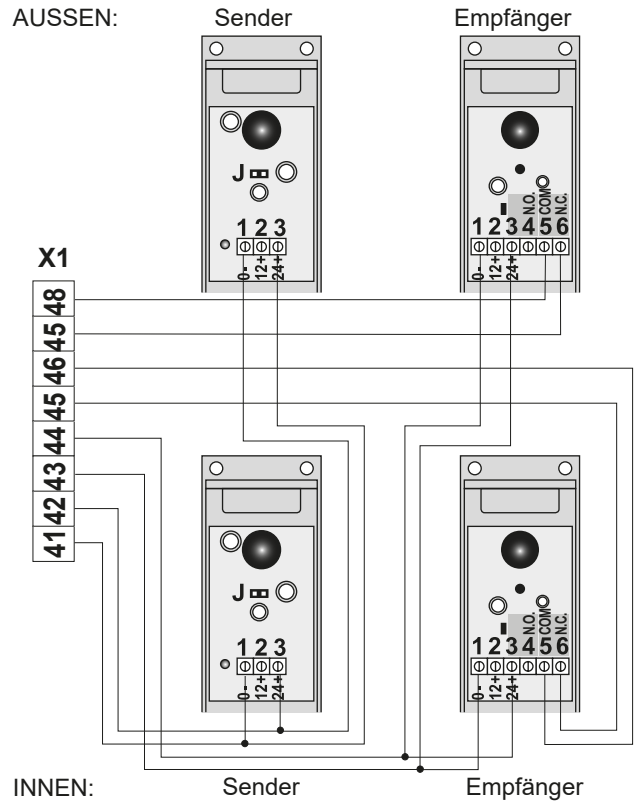 AUSSEN:
Sender
Empfänger
J
1 2 3
0-
12+
24+
1 2 3 4 5 6
0-
12+
24+
N.O.
COM
N.C.
X1
48
45
46
45
44
43
42
41
J
1 2 3
0-
12+
24+
1 2 3 4 5 6
0-
12+
24+
N.O.
COM
N.C.
INNEN:
Sender
Empfänger